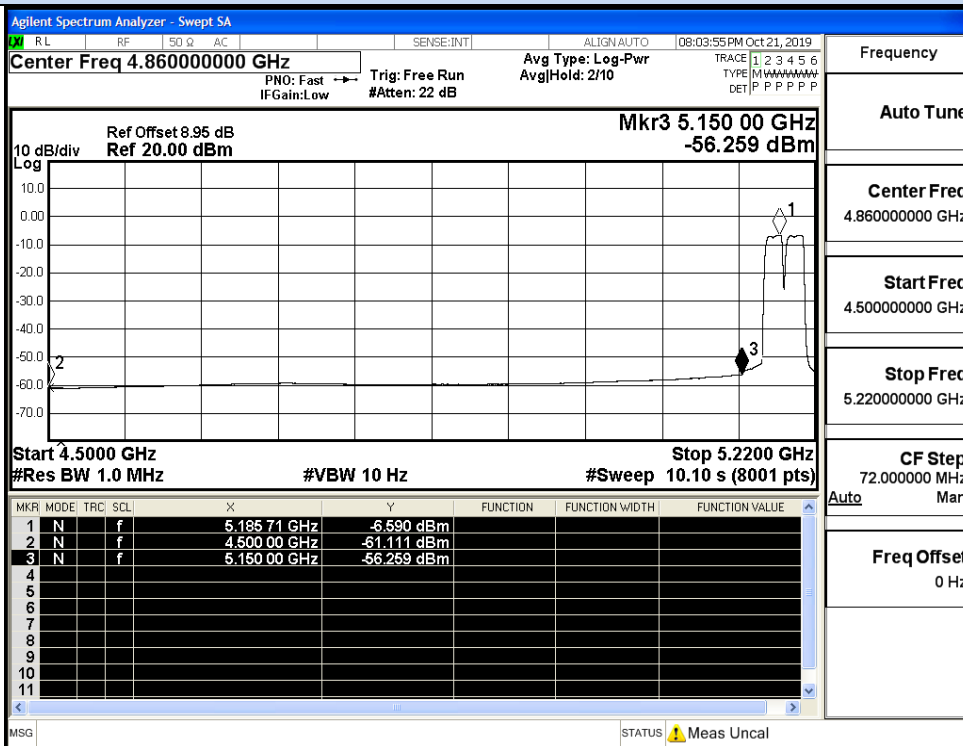 Agilent Spectrum Analyzer - Swept SA
LXI RL RF 50 Ω AC SENSE:INT ALIGN AUTO 08:03:55 PM Oct 21, 2019
Center Freq 4.860000000 GHz
PNO: Fast
IFGain:Low
Trig: Free Run
#Atten: 22 dB
Avg Type: Log-Pwr
Avg|Hold: 2/10
TRACE 1 2 3 4 5 6
TYPE M WWWWW
DET P P P P P P
Mkr3 5.150 00 GHz
-56.259 dBm
Ref Offset 8.95 dB
10 dB/div Ref 20.00 dBm
Log
10.0
0.00
-10.0
-20.0
-30.0
-40.0
-50.0
-60.0
-70.0
1
2
3
Start 4.5000 GHz Stop 5.2200 GHz
#Res BW 1.0 MHz #VBW 10 Hz #Sweep 10.10 s (8001 pts)
MKR MODE TRC SCL X Y FUNCTION FUNCTION WIDTH FUNCTION VALUE
1 N f 5.185 71 GHz -6.590 dBm
2 N f 4.500 00 GHz -61.111 dBm
3 N f 5.150 00 GHz -56.259 dBm
4
5
6
7
8
9
10
11
MSG STATUS Meas Uncal
Frequency
Auto Tune
Center Freq
4.860000000 GHz
Start Freq
4.500000000 GHz
Stop Freq
5.220000000 GHz
CF Step
72.000000 MHz
Auto Man
Freq Offset
0 Hz